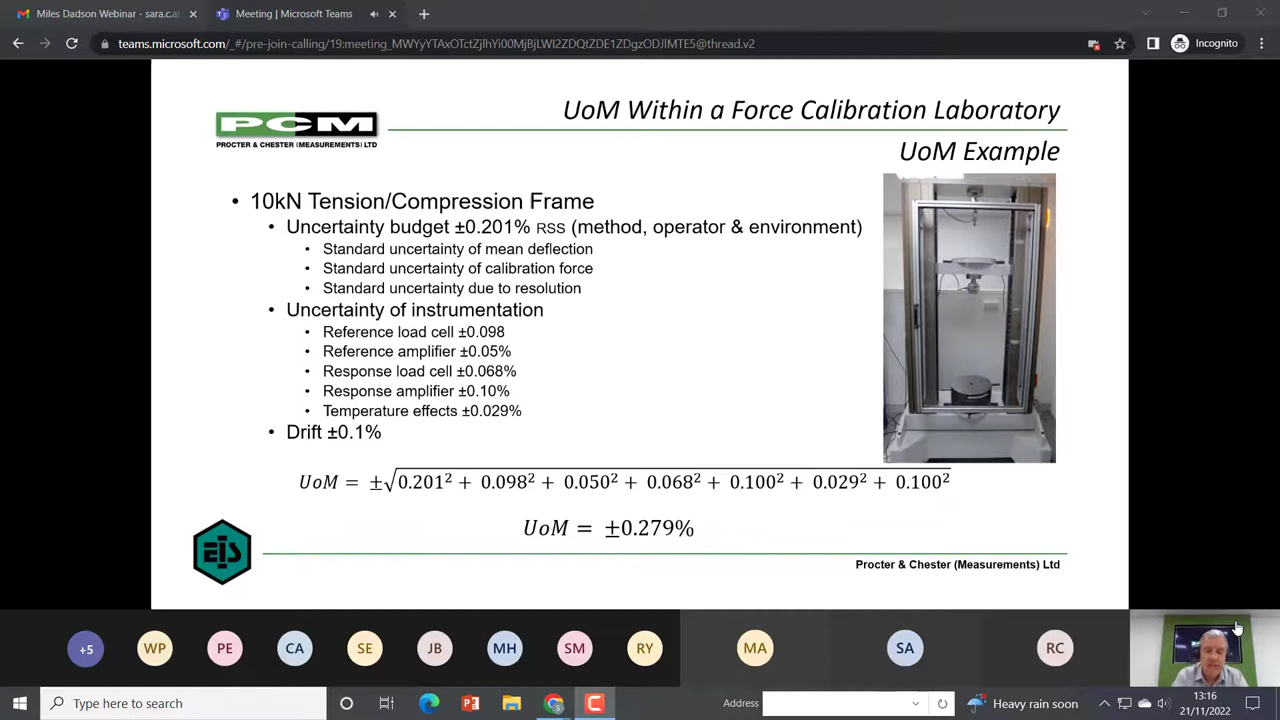 Miles Dadson Webinar - sara.cat
Meeting | Microsoft Teams
teams.microsoft.com/_#/pre-join-calling/19:meeting_MWYyYTAxOTctZjlhYi00MjBjLWI2ZDQtZDE1ZDgzODJlMTE5@thread.v2
Incognito
PCM
PROCTER & CHESTER (MEASUREMENTS) LTD
UoM Within a Force Calibration Laboratory
UoM Example
• 10kN Tension/Compression Frame
• Uncertainty budget ±0.201% RSS (method, operator & environment)
• Standard uncertainty of mean deflection
• Standard uncertainty of calibration force
• Standard uncertainty due to resolution
• Uncertainty of instrumentation
• Reference load cell ±0.098
• Reference amplifier ±0.05%
• Response load cell ±0.068%
• Response amplifier ±0.10%
• Temperature effects ±0.029%
• Drift ±0.1%
UoM = ±√0.201² + 0.098² + 0.050² + 0.068² + 0.100² + 0.029² + 0.100²
UoM = ±0.279%
EIS
Procter & Chester (Measurements) Ltd
+5 WP PE CA SE JB MH SM RY MA SA RC
Type here to search
Address
Heavy rain soon
13:16
21/11/2022